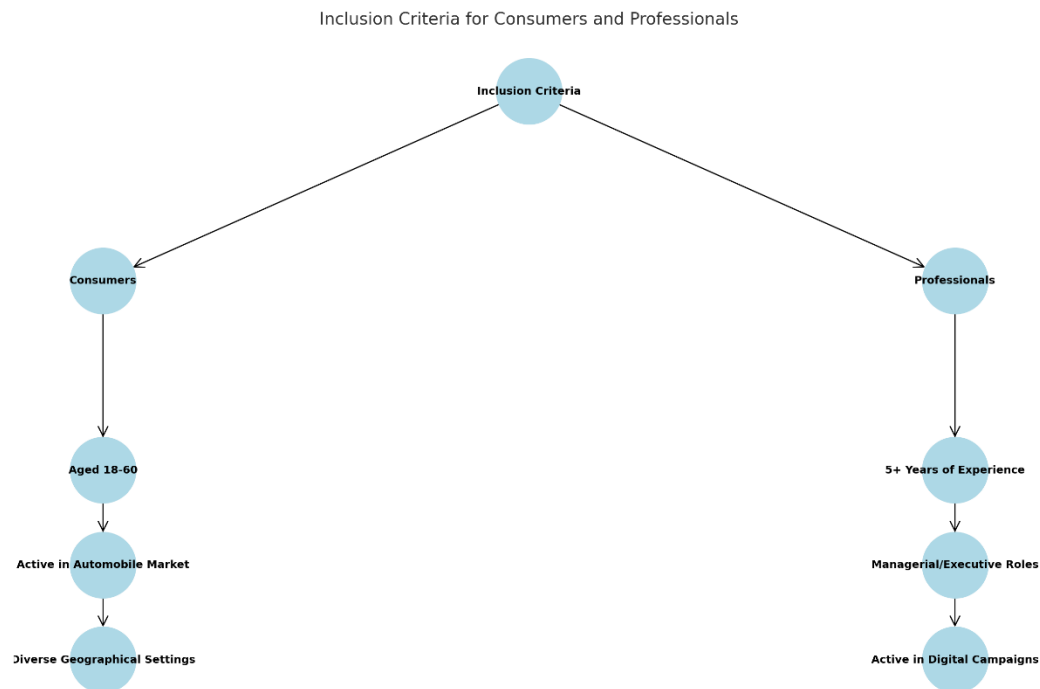 Inclusion Criteria for Consumers and Professionals
Inclusion Criteria
Consumers
Professionals
Aged 18-60
5+ Years of Experience
Active in Automobile Market
Managerial/Executive Roles
Diverse Geographical Settings
Active in Digital Campaigns